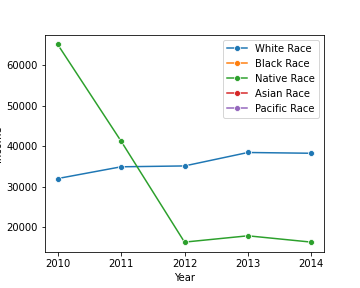 White Race
Black Race
Native Race
Asian Race
Pacific Race
60000
50000
40000
30000
20000
2010
2011
2012
2013
2014
Year